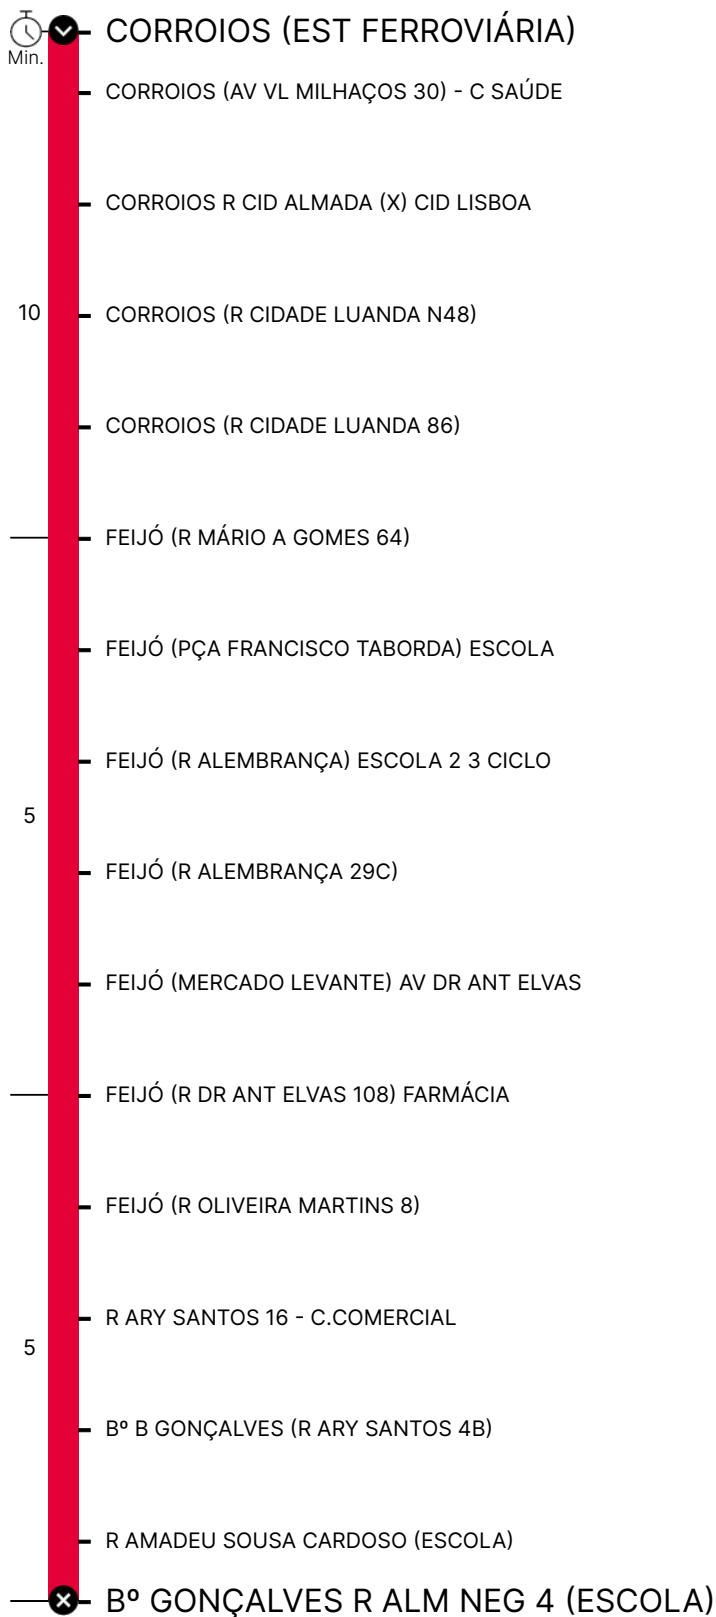 CORROIOS (EST FERROVIÁRIA)
Min.
CORROIOS (AV VL MILHAÇOS 30) - C SAÚDE
CORROIOS R CID ALMADA (X) CID LISBOA
10
CORROIOS (R CIDADE LUANDA N48)
CORROIOS (R CIDADE LUANDA 86)
FEIJÓ (R MÁRIO A GOMES 64)
FEIJÓ (PÇA FRANCISCO TABORDA) ESCOLA
FEIJÓ (R ALEMBRANÇA) ESCOLA 2 3 CICLO
5
FEIJÓ (R ALEMBRANÇA 29C)
FEIJÓ (MERCADO LEVANTE) AV DR ANT ELVAS
FEIJÓ (R DR ANT ELVAS 108) FARMÁCIA
FEIJÓ (R OLIVEIRA MARTINS 8)
R ARY SANTOS 16 - C.COMERCIAL
5
Bº B GONÇALVES (R ARY SANTOS 4B)
R AMADEU SOUSA CARDOSO (ESCOLA)
Bº GONÇALVES R ALM NEG 4 (ESCOLA)